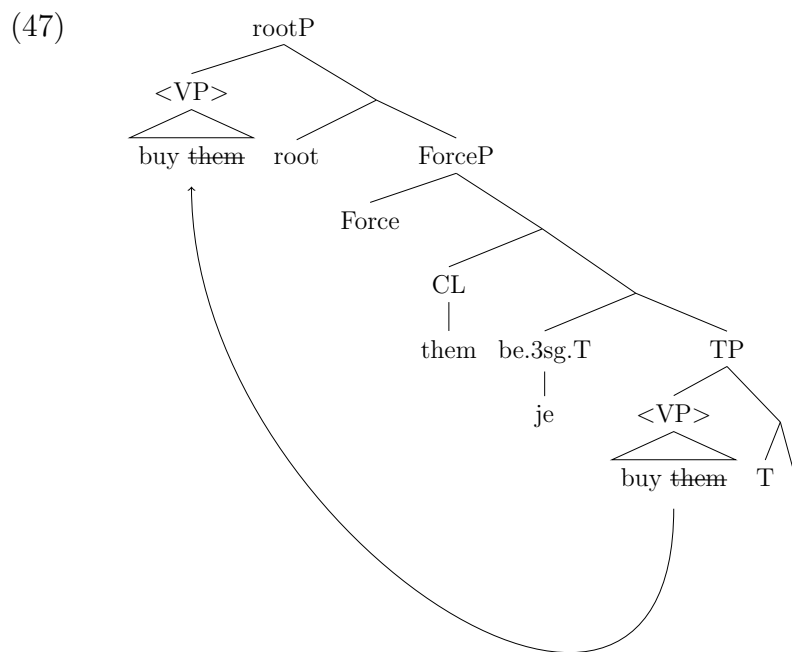 (47)
rootP
<VP>
buy them root ForceP
Force
CL
them be.3sg.T TP
je <VP>
buy them T